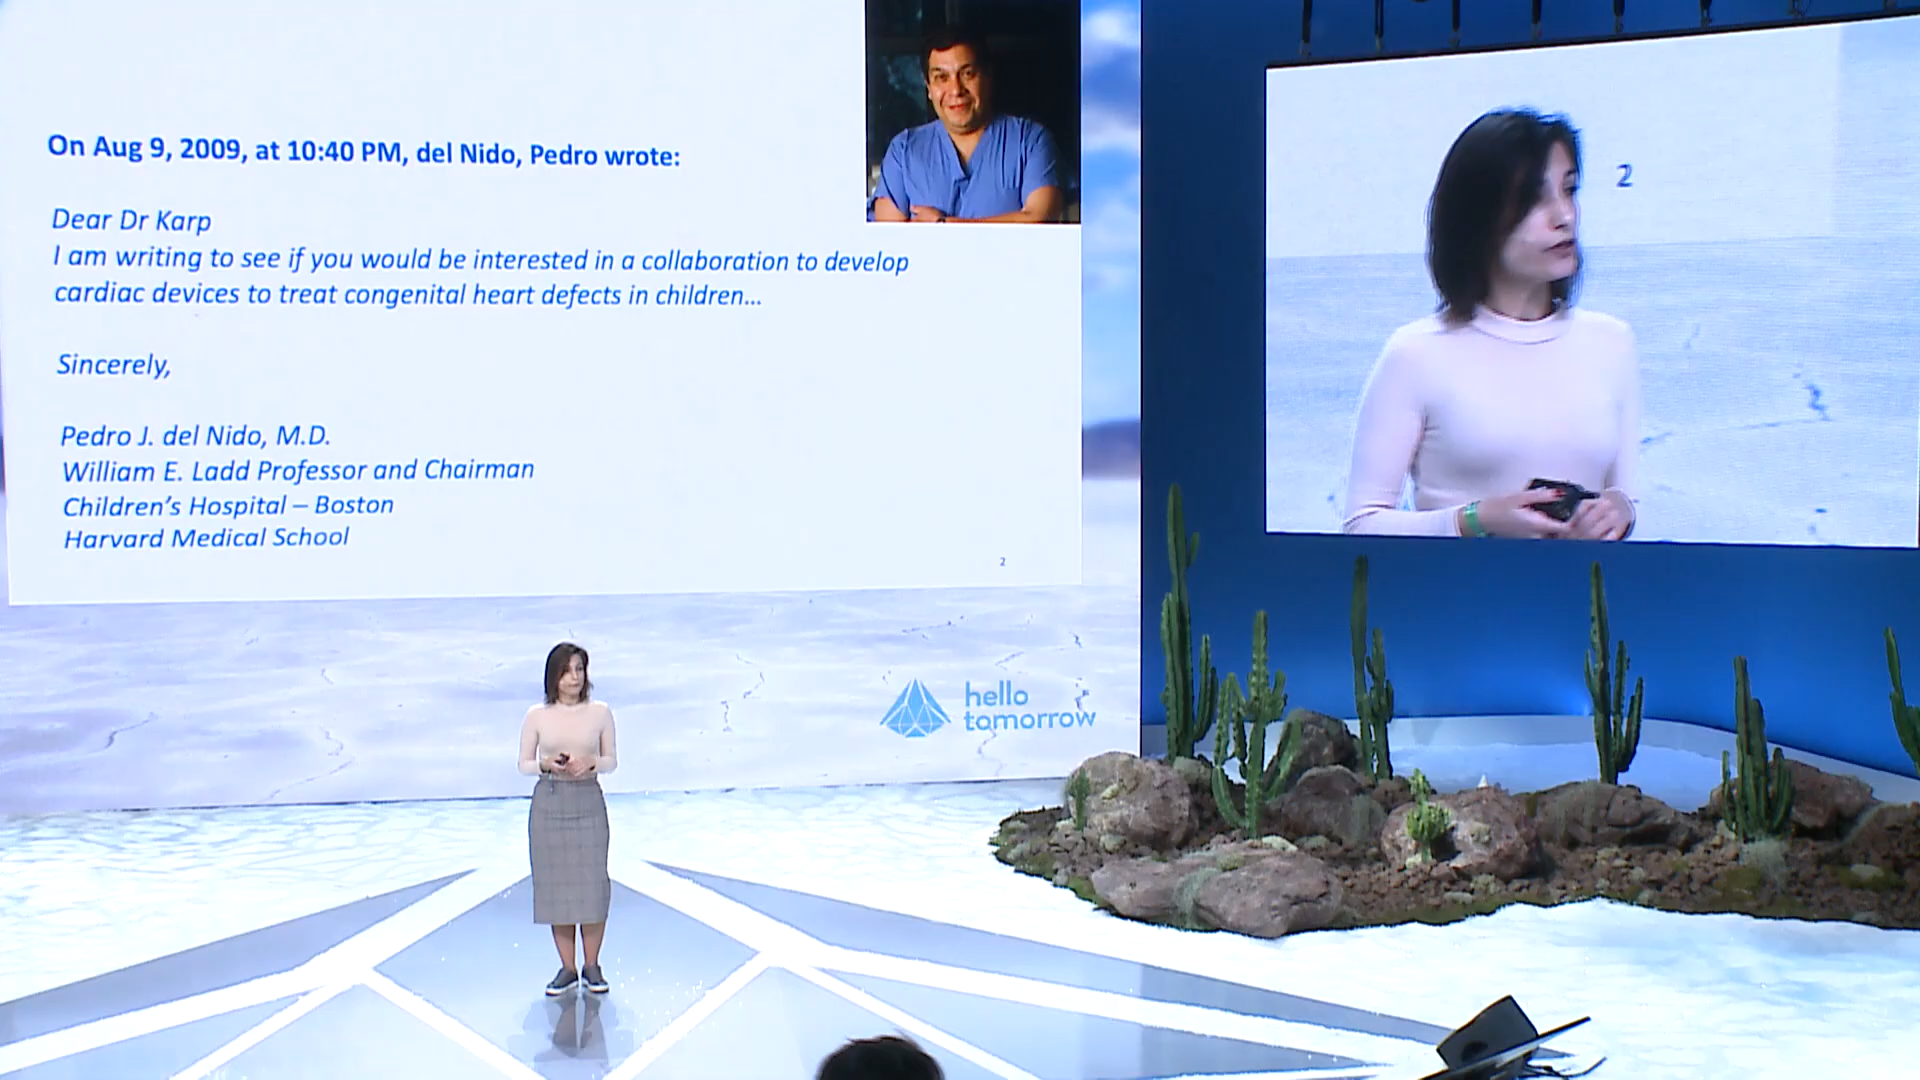 On Aug 9, 2009, at 10:40 PM, del Nido, Pedro wrote:
Dear Dr Karp
I am writing to see if you would be interested in a collaboration to develop
cardiac devices to treat congenital heart defects in children...
Sincerely,
Pedro J. del Nido, M.D.
William E. Ladd Professor and Chairman
Children's Hospital – Boston
Harvard Medical School
2
2
hello
tomorrow